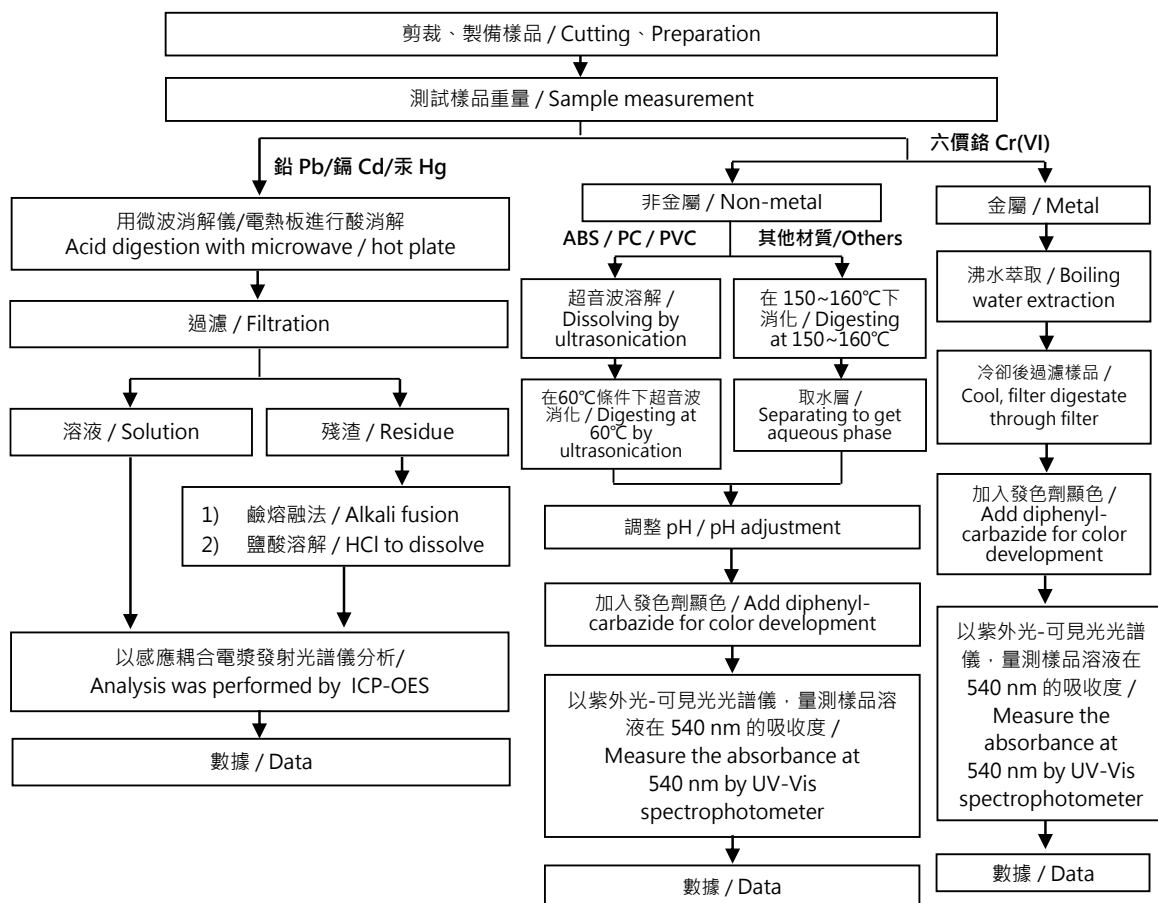 剪裁、製備樣品 / Cutting、Preparation
測試樣品重量 / Sample measurement
鉛 Pb/鎘 Cd/汞 Hg
六價鉻 Cr(VI)
用微波消解儀/電熱板進行酸消解
Acid digestion with microwave / hot plate
過濾 / Filtration
溶液 / Solution
殘渣 / Residue
1) 鹼熔融法 / Alkali fusion
2) 鹽酸溶解 / HCl to dissolve
以感應耦合電漿發射光譜儀分析/
Analysis was performed by ICP-OES
數據 / Data
非金屬 / Non-metal
ABS / PC / PVC
其他材質/Others
超音波溶解 /
Dissolving by
ultrasonication
在 150~160℃下
消化 / Digesting
at 150~160℃
在60℃條件下超音波
消化 / Digesting at
60℃ by
ultrasonication
取水層 /
Separating to get
aqueous phase
調整 pH / pH adjustment
加入發色劑顯色 / Add diphenyl-
carbazide for color development
以紫外光-可見光光譜儀，量測樣品溶
液在 540 nm 的吸收度 /
Measure the absorbance at
540 nm by UV-Vis
spectrophotometer
數據 / Data
金屬 / Metal
沸水萃取 / Boiling
water extraction
冷卻後過濾樣品 /
Cool, filter digestate
through filter
加入發色劑顯色 /
Add diphenyl-
carbazide for color
development
以紫外光-可見光光譜
儀，量測樣品溶液在
540 nm 的吸收度 /
Measure the
absorbance at
540 nm by UV-Vis
spectrophotometer
數據 / Data